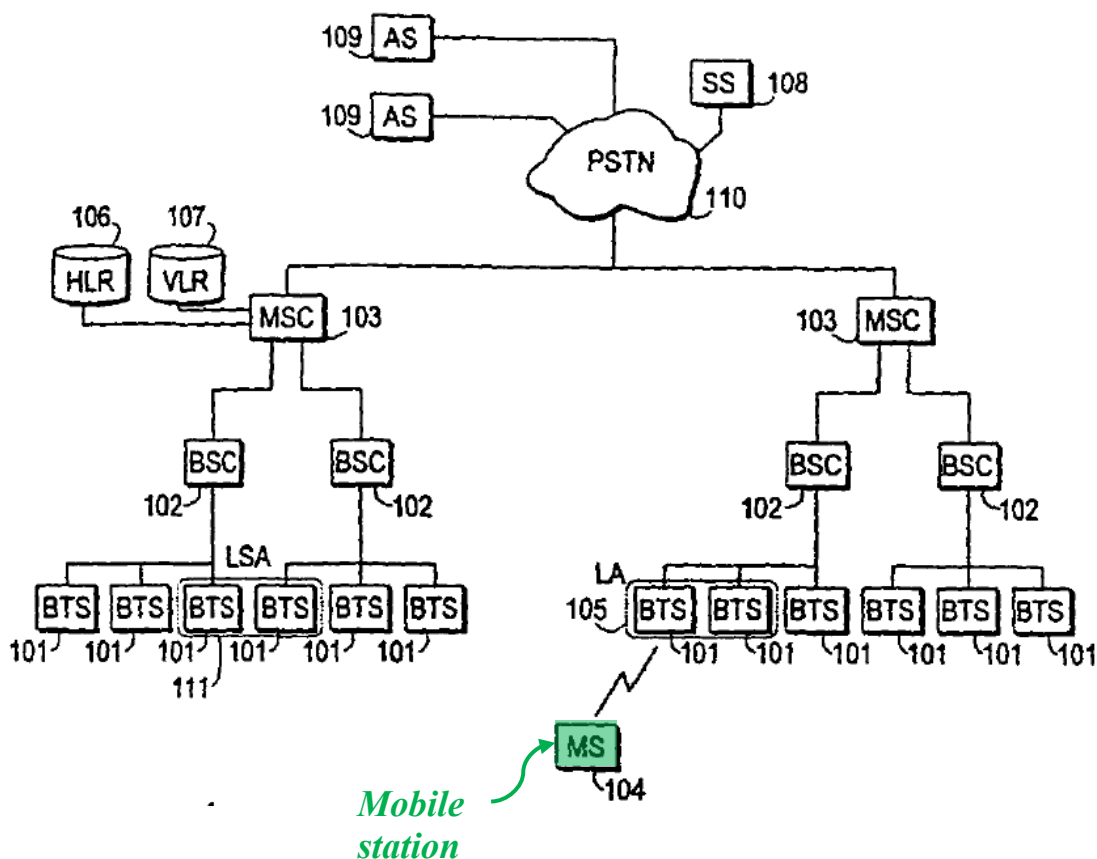 109 AS
SS 108
109 AS
PSTN
110
106 107
HLR VLR
MSC 103
103 MSC
BSC BSC BSC BSC
102 102 102 102
LSA LA
BTS BTS BTS BTS BTS BTS
105 BTS BTS BTS BTS BTS BTS
101 101 101 101 101 101
101 101 101 101 101 101
111
MS
104
Mobile
station